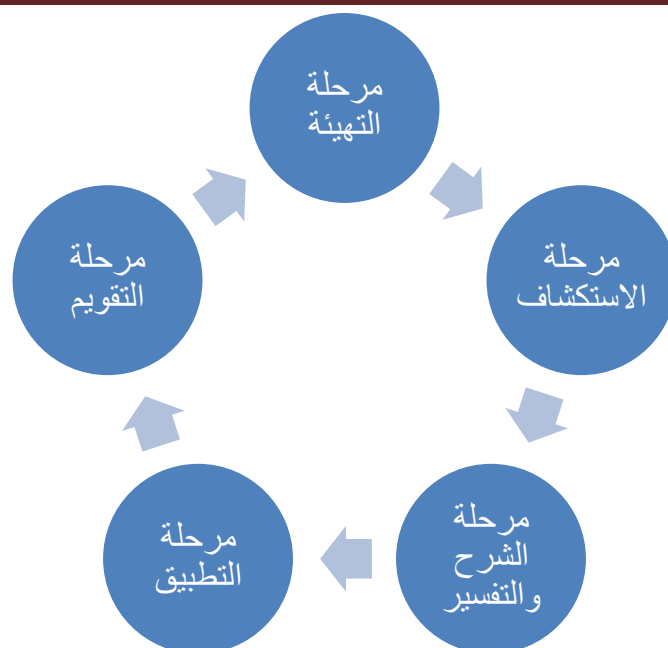 مرحلة
التهيئة
مرحلة
الاستكشاف
مرحلة
الشرح
والتفسير
مرحلة
التطبيق
مرحلة
التقويم